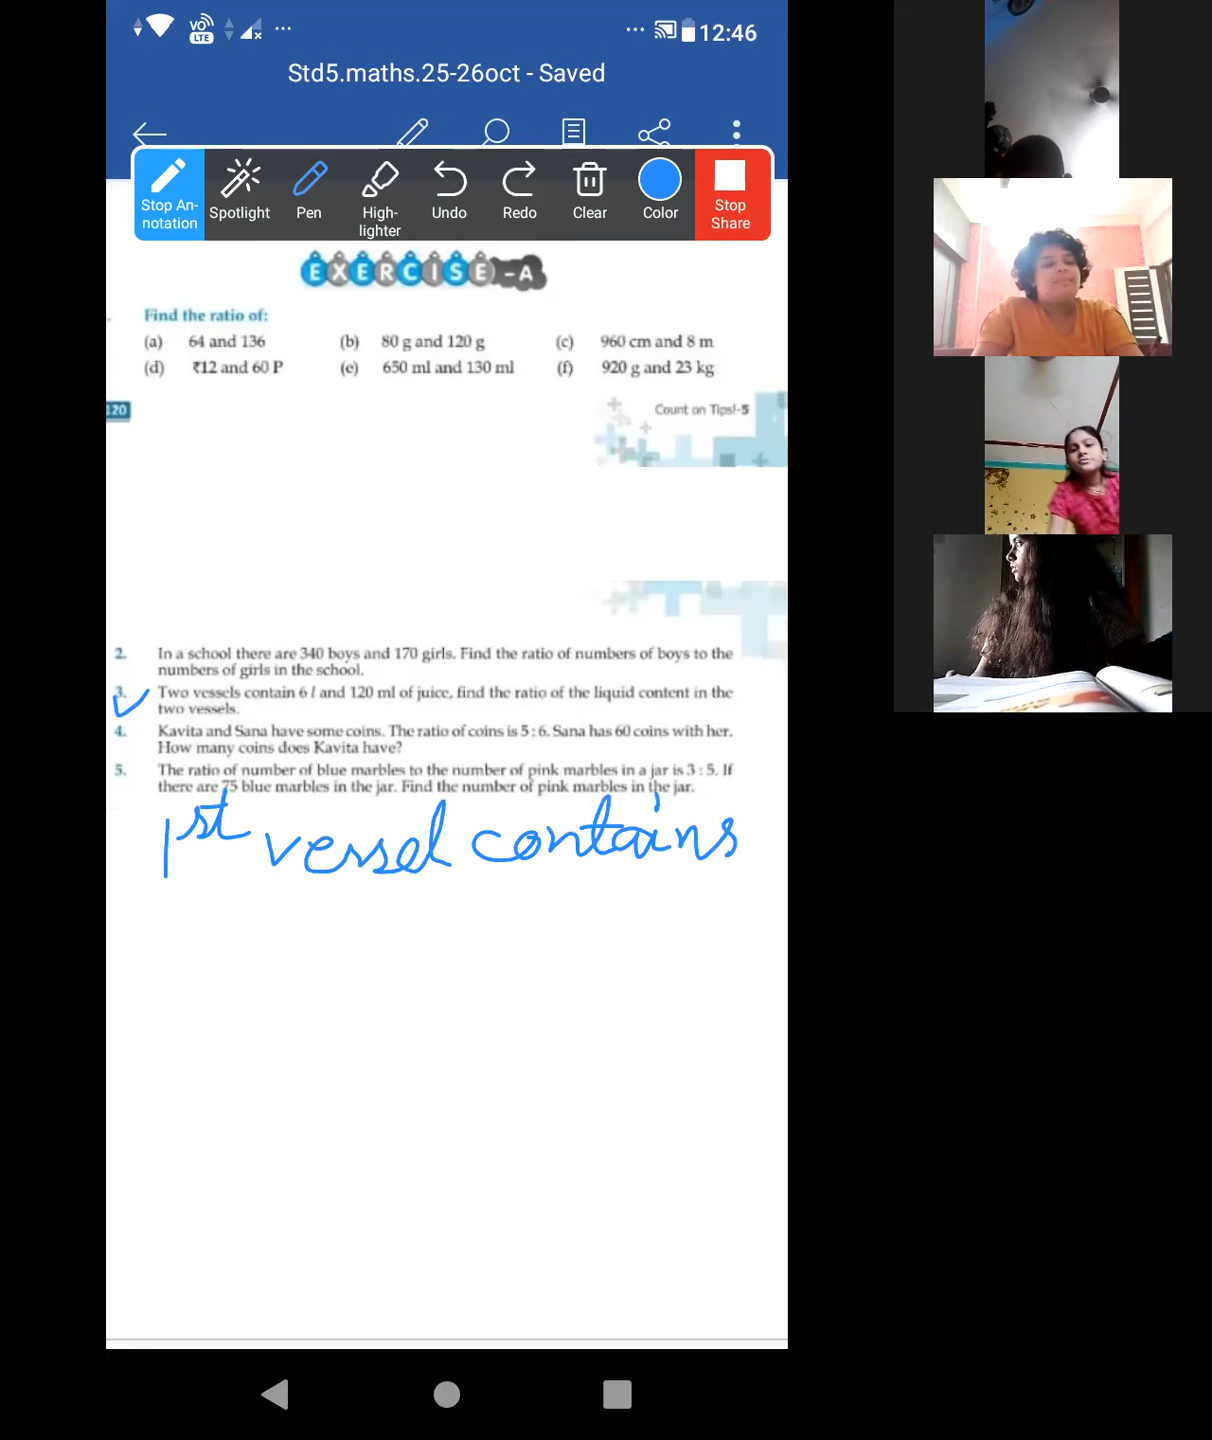 VO))
LTE
12:46
Std5.maths.25-26oct - Saved
Stop An-
notation
Spotlight
Pen
High-
lighter
Undo
Redo
Clear
Color
Stop
Share
EXERCISE-A
Find the ratio of:
(a) 64 and 136 (b) 80 g and 120 g (c) 960 cm and 8 m
(d) ₹12 and 60 P (e) 650 ml and 130 ml (f) 920 g and 23 kg
120
Count on Tips!-5
2. In a school there are 340 boys and 170 girls. Find the ratio of numbers of boys to the
numbers of girls in the school.
3. Two vessels contain 6 l and 120 ml of juice, find the ratio of the liquid content in the
two vessels.
4. Kavita and Sana have some coins. The ratio of coins is 5 : 6. Sana has 60 coins with her.
How many coins does Kavita have?
5. The ratio of number of blue marbles to the number of pink marbles in a jar is 3 : 5. If
there are 75 blue marbles in the jar. Find the number of pink marbles in the jar.
1st vessel contains